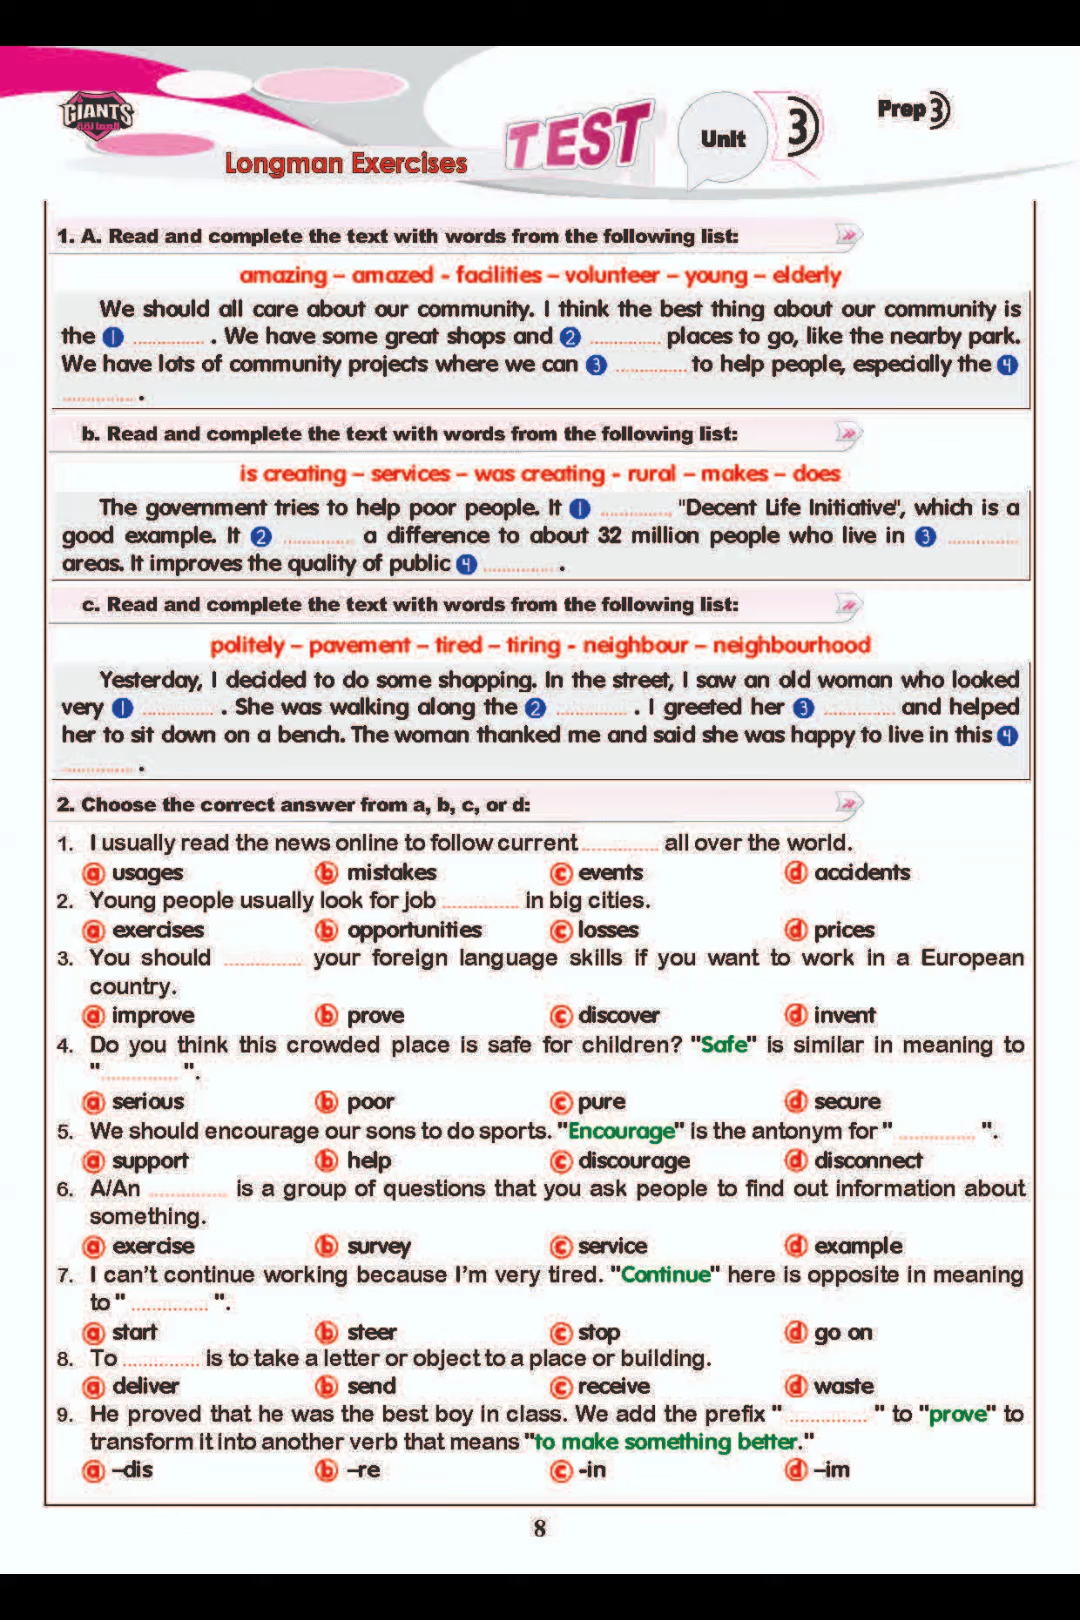 GIANTS
TEST
Unit
3
Prep 3
Longman Exercises
1. A. Read and complete the text with words from the following list:
amazing – amazed - facilities – volunteer – young – elderly
We should all care about our community. I think the best thing about our community is
the 1 ............ . We have some great shops and 2 ............ places to go, like the nearby park.
We have lots of community projects where we can 3 ............ to help people, especially the 4
............ .
b. Read and complete the text with words from the following list:
is creating – services – was creating - rural – makes – does
The government tries to help poor people. It 1 ............ "Decent Life Initiative", which is a
good example. It 2 ............ a difference to about 32 million people who live in 3 ............
areas. It improves the quality of public 4 ............ .
c. Read and complete the text with words from the following list:
politely – pavement – tired – tiring - neighbour – neighbourhood
Yesterday, I decided to do some shopping. In the street, I saw an old woman who looked
very 1 ............ . She was walking along the 2 ............ . I greeted her 3 ............ and helped
her to sit down on a bench. The woman thanked me and said she was happy to live in this 4
............ .
2. Choose the correct answer from a, b, c, or d:
1. I usually read the news online to follow current ............ all over the world.
a usages b mistakes c events d accidents
2. Young people usually look for job ............ in big cities.
a exercises b opportunities c losses d prices
3. You should ............ your foreign language skills if you want to work in a European
country.
a improve b prove c discover d invent
4. Do you think this crowded place is safe for children? "Safe" is similar in meaning to
"............ ".
a serious b poor c pure d secure
5. We should encourage our sons to do sports. "Encourage" is the antonym for " ............ ".
a support b help c discourage d disconnect
6. A/An ............ is a group of questions that you ask people to find out information about
something.
a exercise b survey c service d example
7. I can't continue working because I'm very tired. "Continue" here is opposite in meaning
to " ............ ".
a start b steer c stop d go on
8. To ............ is to take a letter or object to a place or building.
a deliver b send c receive d waste
9. He proved that he was the best boy in class. We add the prefix " ............ " to "prove" to
transform it into another verb that means "to make something better."
a –dis b –re c -in d –im
8